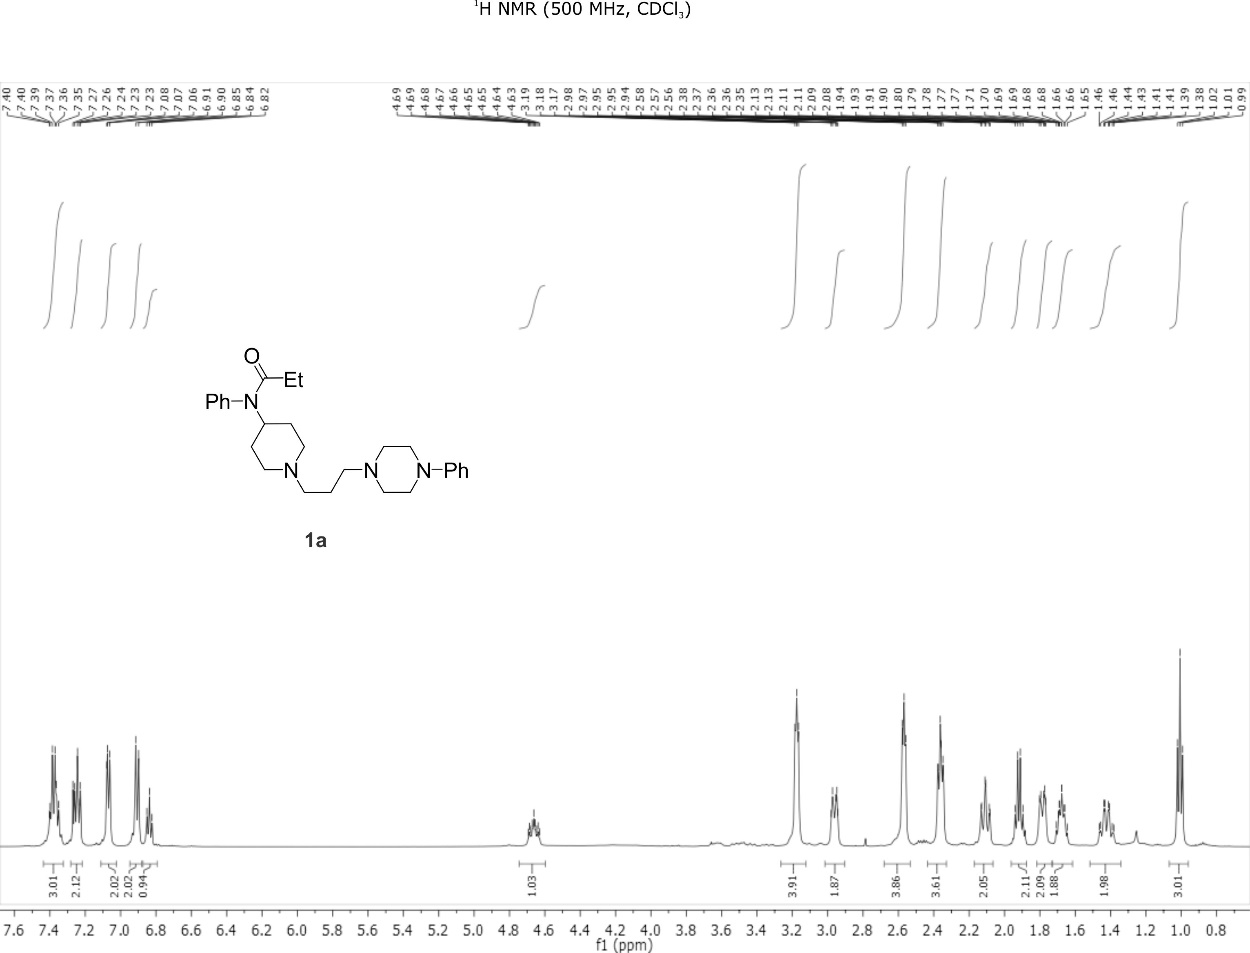 ¹H NMR (500 MHz, CDCl₃)
7.40 7.40 7.39 7.37 7.36 7.35 7.27 7.26 7.24 7.23 7.23 7.08 7.07 7.06 6.91 6.90 6.85 6.84 6.82 4.69 4.69 4.68 4.67 4.66 4.65 4.65 4.64 4.63 3.19 3.18 3.17 2.98 2.97 2.95 2.95 2.94 2.58 2.57 2.56 2.38 2.37 2.36 2.36 2.35 2.13 2.13 2.11 2.11 2.09 2.08 1.94 1.93 1.91 1.90 1.80 1.79 1.78 1.77 1.77 1.71 1.70 1.69 1.69 1.68 1.68 1.66 1.66 1.65 1.46 1.46 1.44 1.43 1.41 1.41 1.39 1.38 1.02 1.01 0.99
O
Et
Ph N
N N N Ph
1a
3.01 2.12 2.02 2.02 0.94 1.03 3.91 1.87 3.86 3.61 2.05 2.11 2.09 1.88 1.98 3.01
7.6 7.4 7.2 7.0 6.8 6.6 6.4 6.2 6.0 5.8 5.6 5.4 5.2 5.0 4.8 4.6 4.4 4.2 4.0 3.8 3.6 3.4 3.2 3.0 2.8 2.6 2.4 2.2 2.0 1.8 1.6 1.4 1.2 1.0 0.8
f1 (ppm)